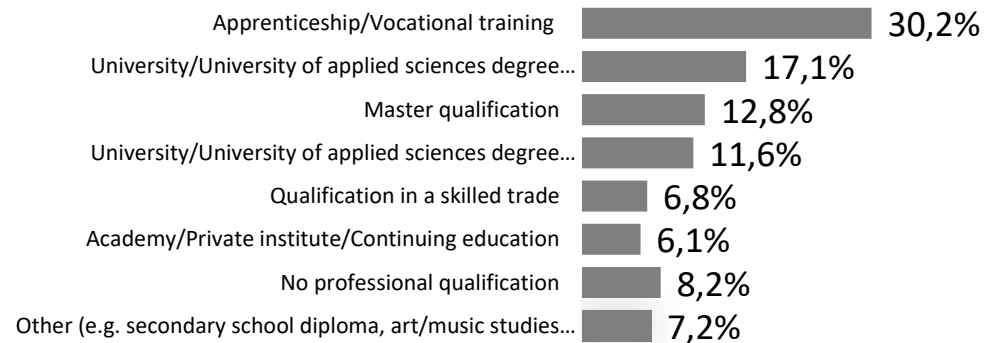 Apprenticeship/Vocational training 30,2%
University/University of applied sciences degree... 17,1%
Master qualification 12,8%
University/University of applied sciences degree... 11,6%
Qualification in a skilled trade 6,8%
Academy/Private institute/Continuing education 6,1%
No professional qualification 8,2%
Other (e.g. secondary school diploma, art/music studies... 7,2%